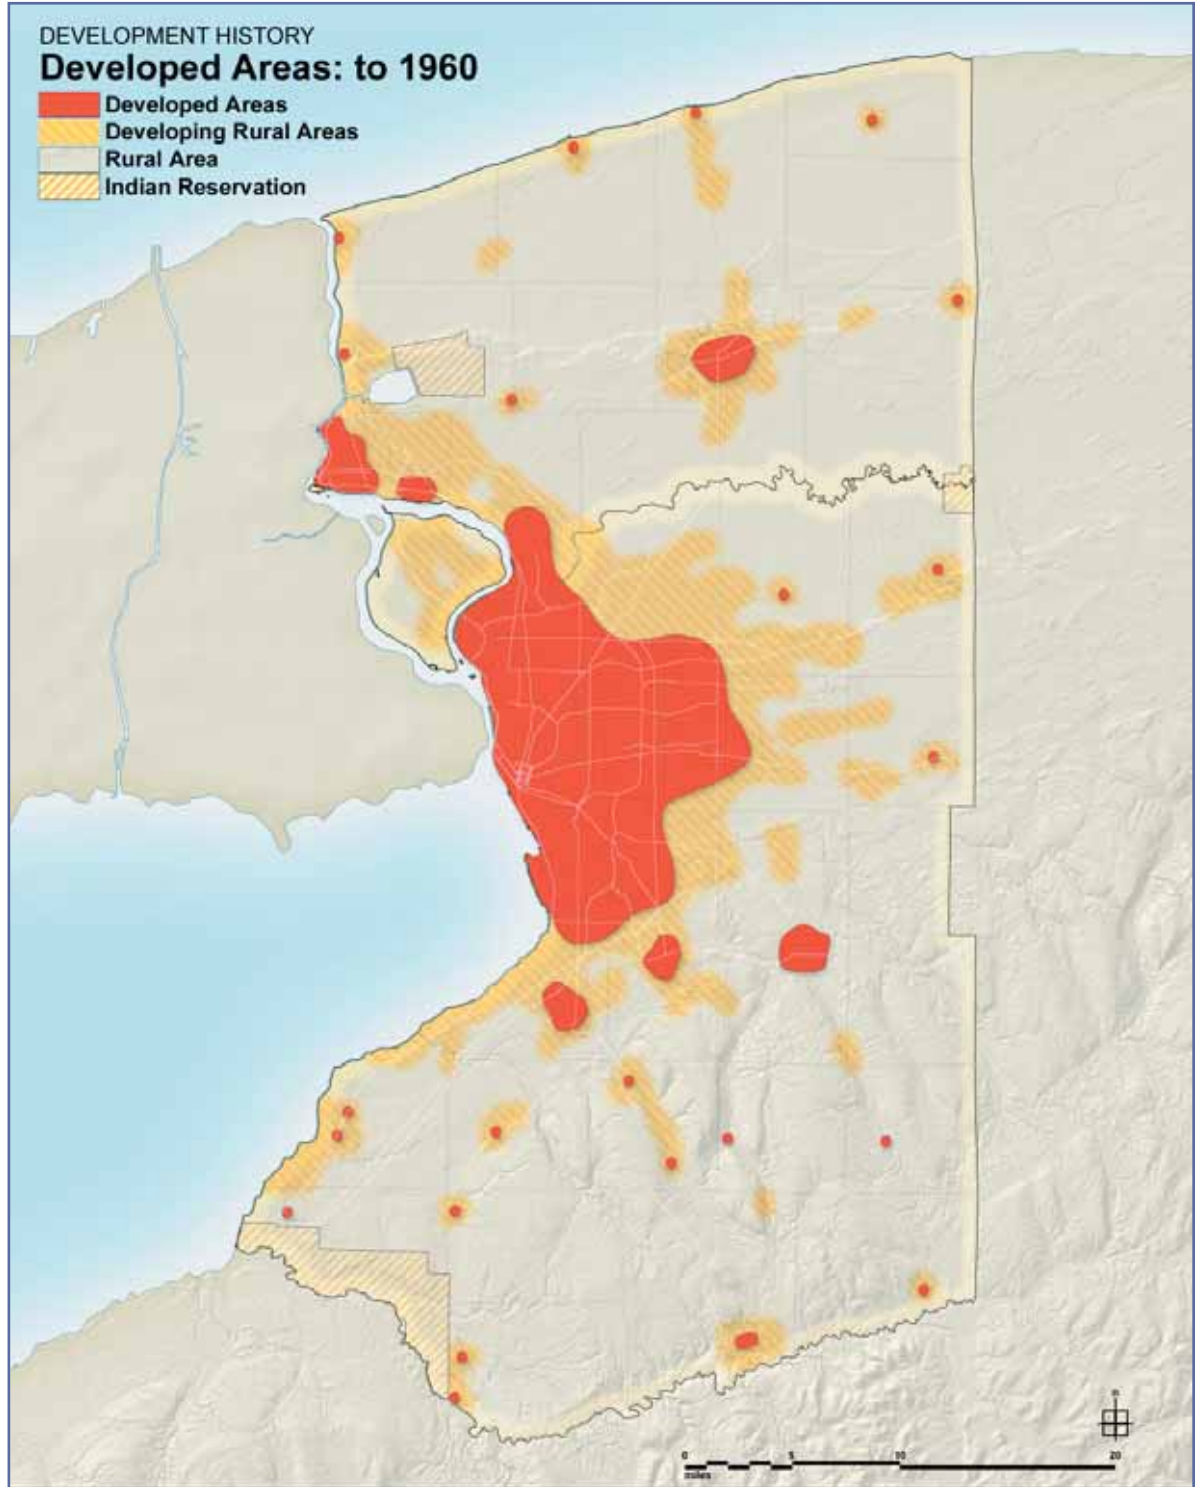 DEVELOPMENT HISTORY
Developed Areas: to 1960
Developed Areas
Developing Rural Areas
Rural Area
Indian Reservation
n
0 5 10 20
miles